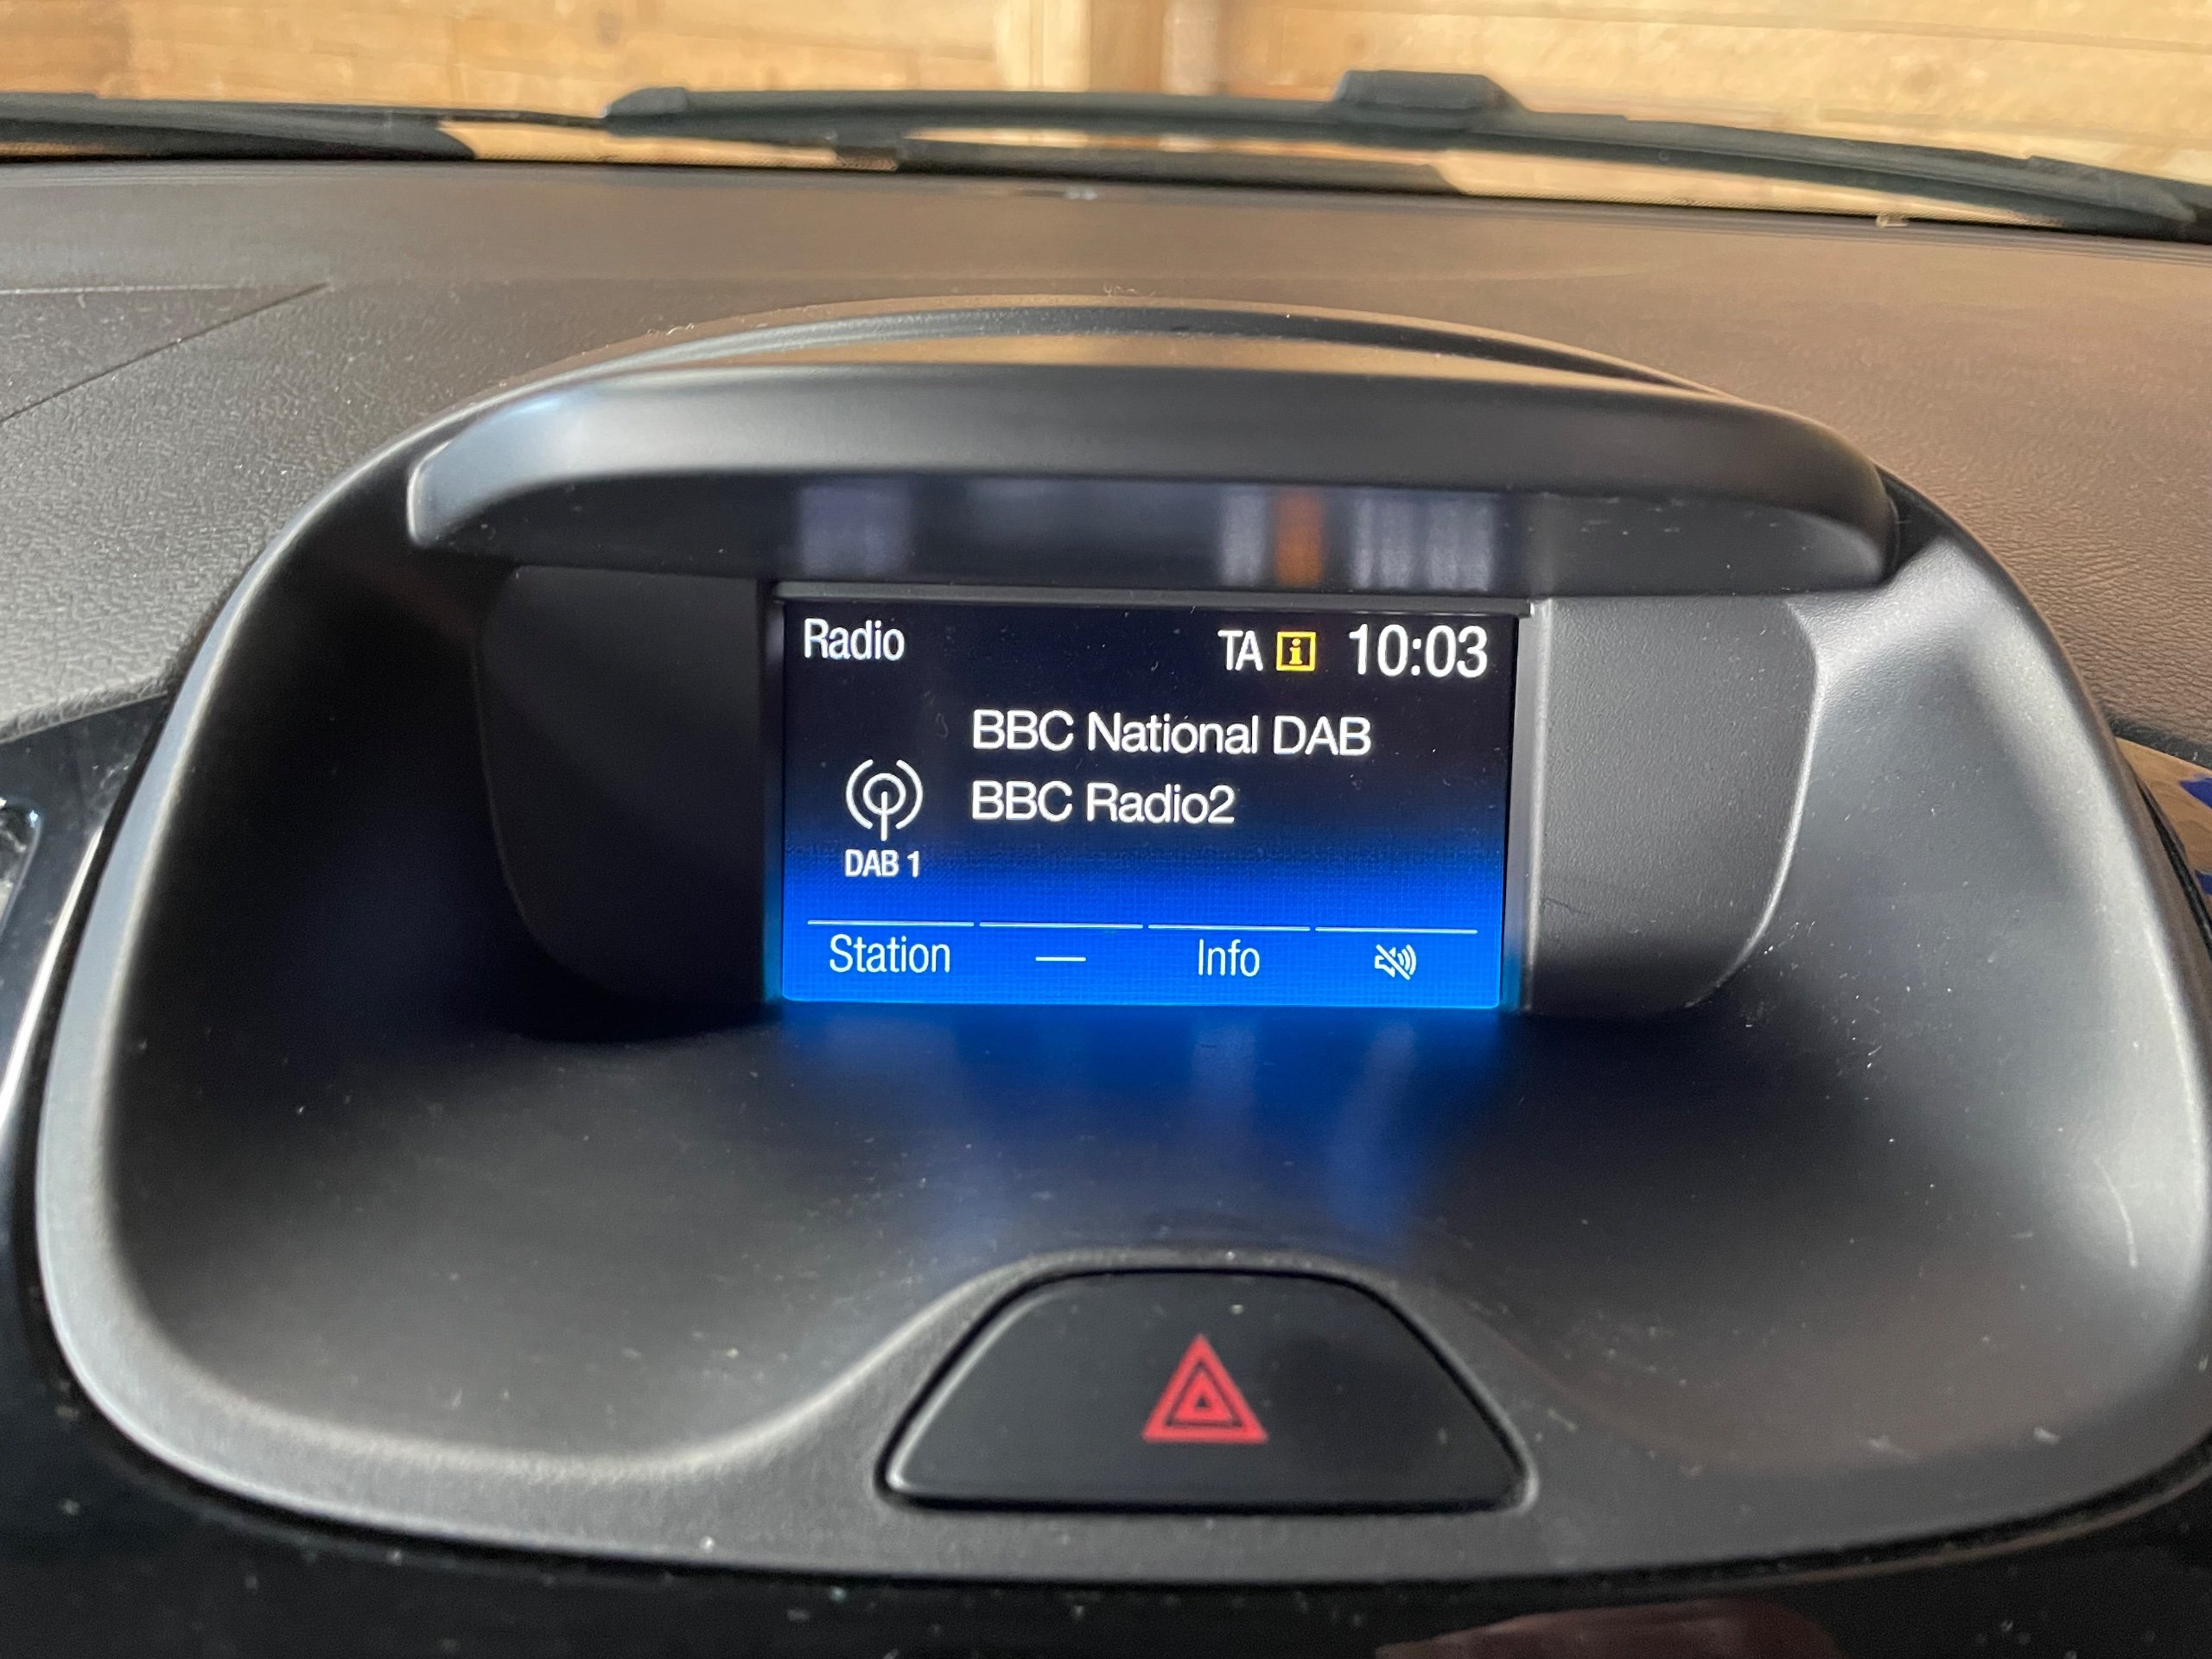 Radio TA i 10:03
BBC National DAB
BBC Radio2
DAB 1
Station — Info